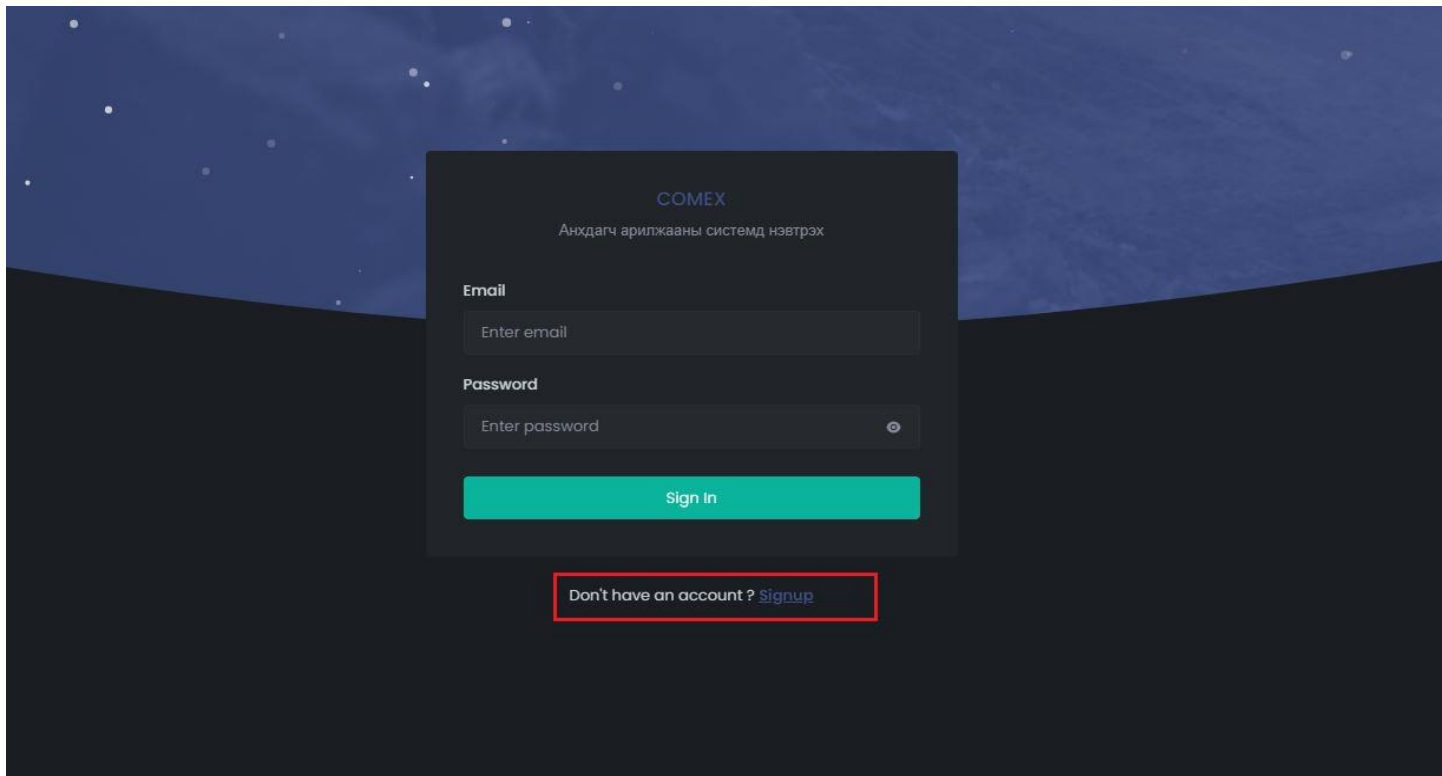 COMEX
Анхдагч арилжааны системд нэвтрэх
Email
Enter email
Password
Enter password
Sign In
Don't have an account ? Signup